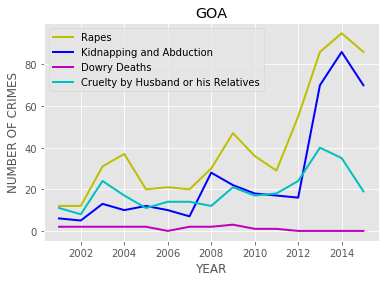 GOA
Rapes
Kidnapping and Abduction
Dowry Deaths
Cruelty by Husband or his Relatives
NUMBER OF CRIMES
80
60
40
20
0
2002 2004 2006 2008 2010 2012 2014
YEAR